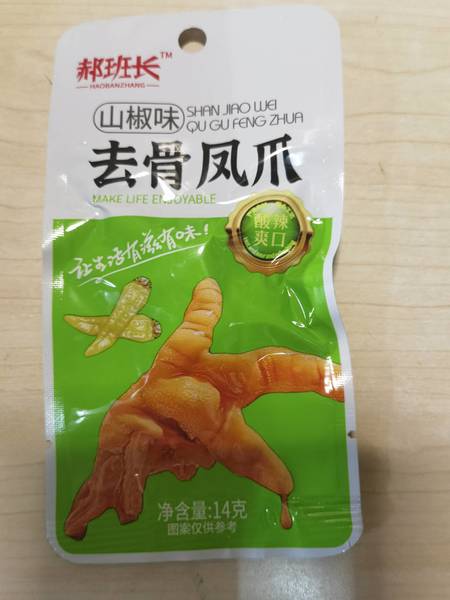 郝班长™
HAOBANZHANG
山椒味
SHAN JIAO WEI
QU GU FENG ZHUA
去骨凤爪
MAKE LIFE ENJOYABLE
酸辣
爽口
让生活有滋有味!
净含量:14克
图案仅供参考